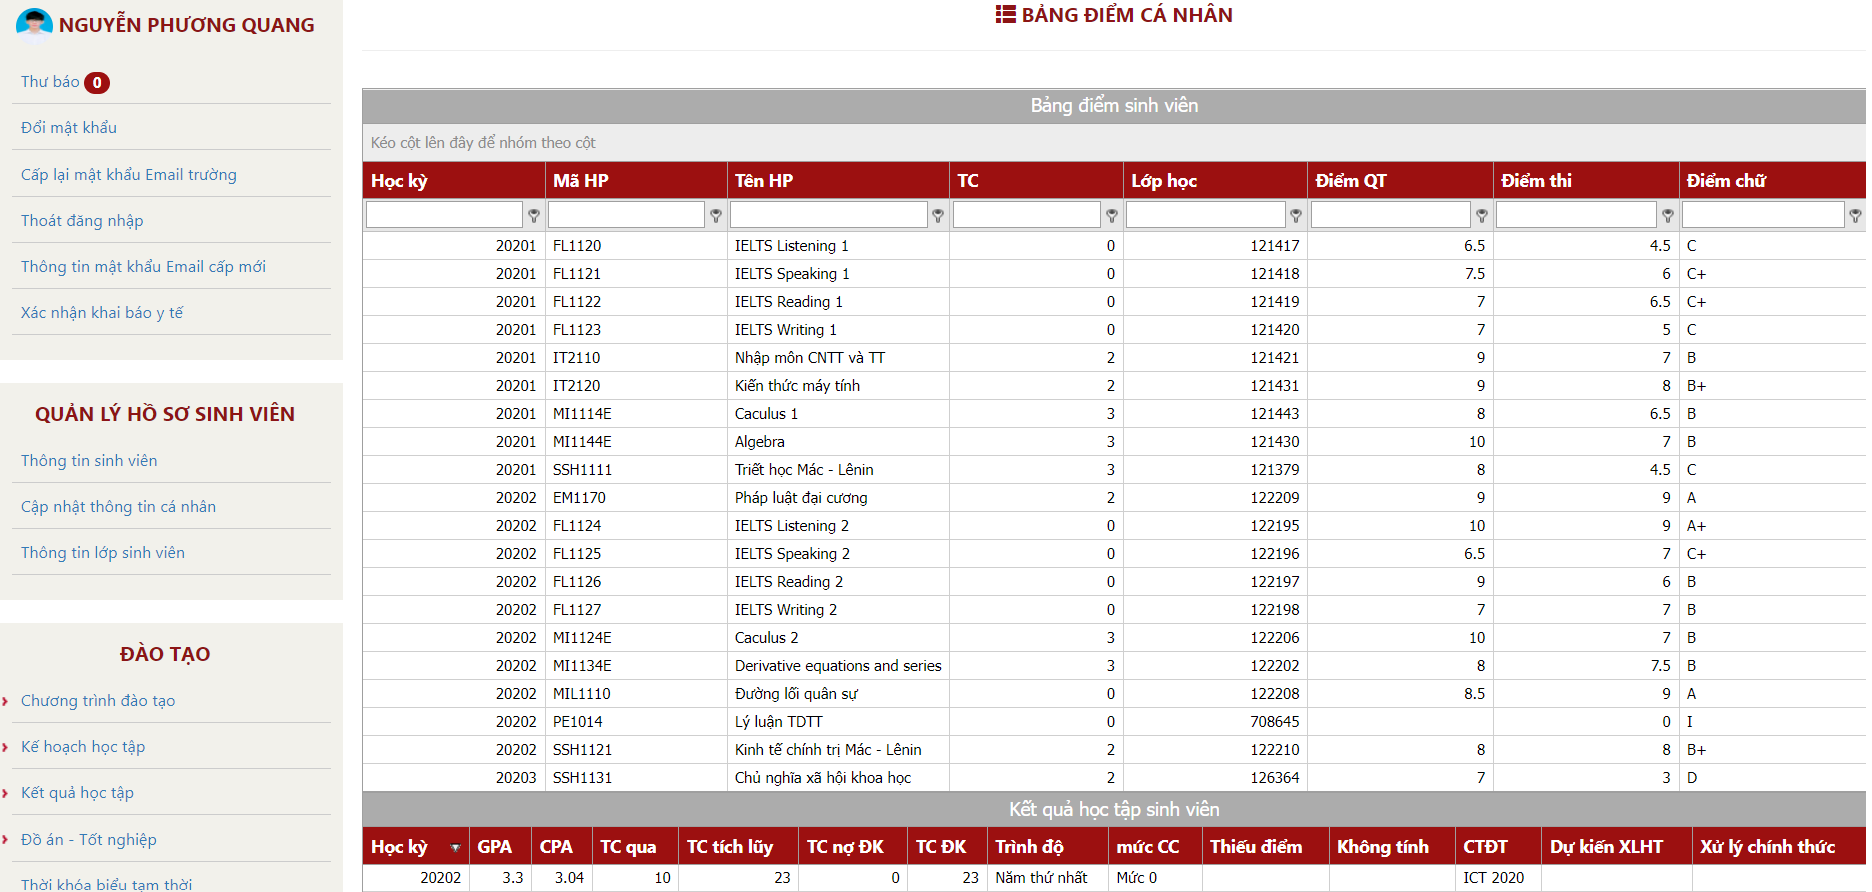 NGUYỄN PHƯƠNG QUANG
Thư báo 0
Đổi mật khẩu
Cấp lại mật khẩu Email trường
Thoát đăng nhập
Thông tin mật khẩu Email cấp mới
Xác nhận khai báo y tế
QUẢN LÝ HỒ SƠ SINH VIÊN
Thông tin sinh viên
Cập nhật thông tin cá nhân
Thông tin lớp sinh viên
ĐÀO TẠO
Chương trình đào tạo
Kế hoạch học tập
Kết quả học tập
Đồ án - Tốt nghiệp
Thời khóa biểu tạm thời
BẢNG ĐIỂM CÁ NHÂN
Bảng điểm sinh viên
Kéo cột lên đây để nhóm theo cột
Học kỳ Mã HP Tên HP TC Lớp học Điểm QT Điểm thi Điểm chữ
20201 FL1120 IELTS Listening 1 0 121417 6.5 4.5 C
20201 FL1121 IELTS Speaking 1 0 121418 7.5 6 C+
20201 FL1122 IELTS Reading 1 0 121419 7 6.5 C+
20201 FL1123 IELTS Writing 1 0 121420 7 5 C
20201 IT2110 Nhập môn CNTT và TT 2 121421 9 7 B
20201 IT2120 Kiến thức máy tính 2 121431 9 8 B+
20201 MI1114E Caculus 1 3 121443 8 6.5 B
20201 MI1144E Algebra 3 121430 10 7 B
20201 SSH1111 Triết học Mác - Lênin 3 121379 8 4.5 C
20202 EM1170 Pháp luật đại cương 2 122209 9 9 A
20202 FL1124 IELTS Listening 2 0 122195 10 9 A+
20202 FL1125 IELTS Speaking 2 0 122196 6.5 7 C+
20202 FL1126 IELTS Reading 2 0 122197 9 6 B
20202 FL1127 IELTS Writing 2 0 122198 7 7 B
20202 MI1124E Caculus 2 3 122206 10 7 B
20202 MI1134E Derivative equations and series 3 122202 8 7.5 B
20202 MIL1110 Đường lối quân sự 0 122208 8.5 9 A
20202 PE1014 Lý luận TDTT 0 708645 0 I
20202 SSH1121 Kinh tế chính trị Mác - Lênin 2 122210 8 8 B+
20203 SSH1131 Chủ nghĩa xã hội khoa học 2 126364 7 3 D
Kết quả học tập sinh viên
Học kỳ GPA CPA TC qua TC tích lũy TC nợ ĐK TC ĐK Trình độ mức CC Thiếu điểm Không tính CTĐT Dự kiến XLHT Xử lý chính thức
20202 3.3 3.04 10 23 0 23 Năm thứ nhất Mức 0 ICT 2020